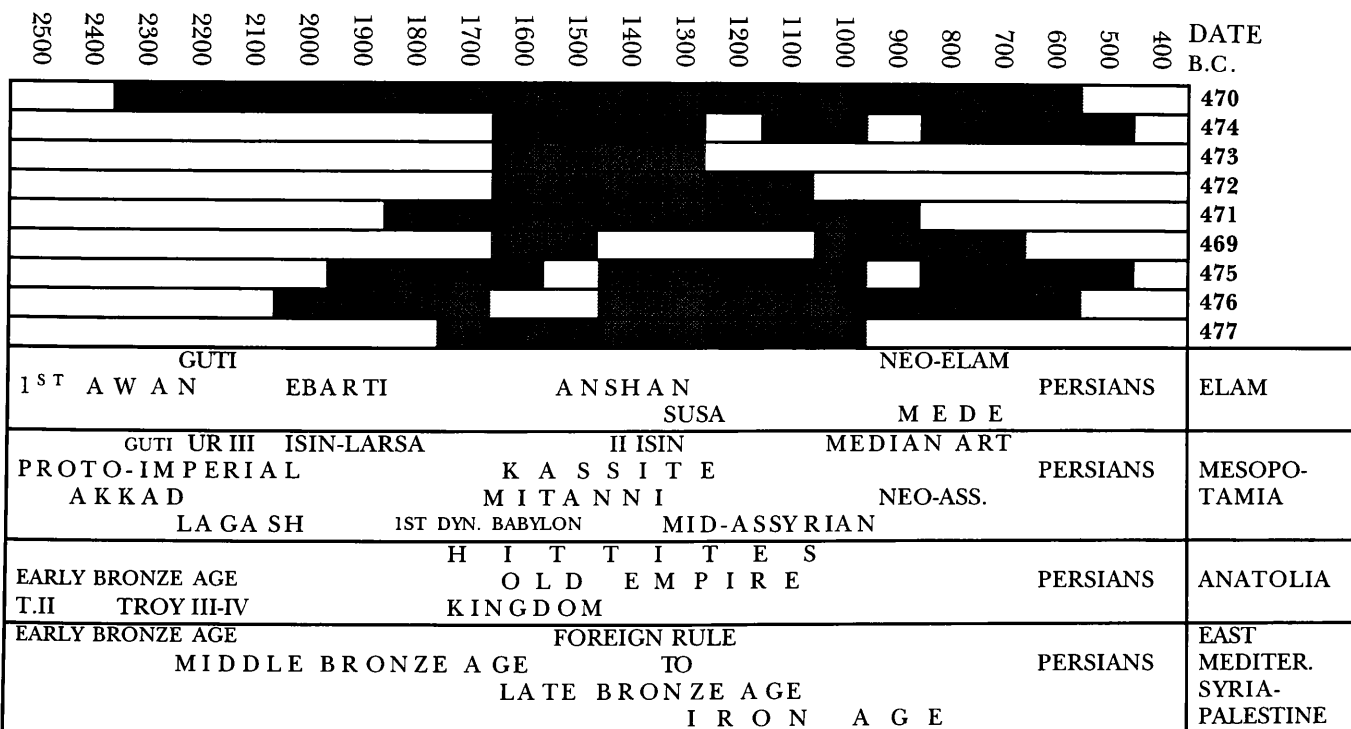 2500 2400 2300 2200 2100 2000 1900 1800 1700 1600 1500 1400 1300 1200 1100 1000 900 800 700 600 500 400 DATE
B.C.
470
474
473
472
471
469
475
476
477
GUTI NEO-ELAM
1ST AWAN EBARTI ANSHAN PERSIANS ELAM
SUSA MEDE
GUTI UR III ISIN-LARSA II ISIN MEDIAN ART
PROTO-IMPERIAL KASSITE PERSIANS MESOPO-
AKKAD MITANNI NEO-ASS. TAMIA
LAGASH 1ST DYN. BABYLON MID-ASSYRIAN
HITTITES
EARLY BRONZE AGE OLD EMPIRE PERSIANS ANATOLIA
T.II TROY III-IV KINGDOM
EARLY BRONZE AGE FOREIGN RULE EAST
MIDDLE BRONZE AGE TO PERSIANS MEDITER.
LATE BRONZE AGE SYRIA-
IRON AGE PALESTINE